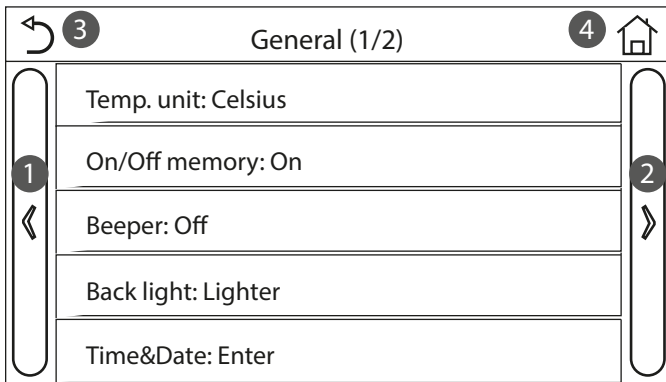 3 General (1/2) 4
Temp. unit: Celsius
On/Off memory: On
1 2
Beeper: Off
《 》
Back light: Lighter
Time&Date: Enter